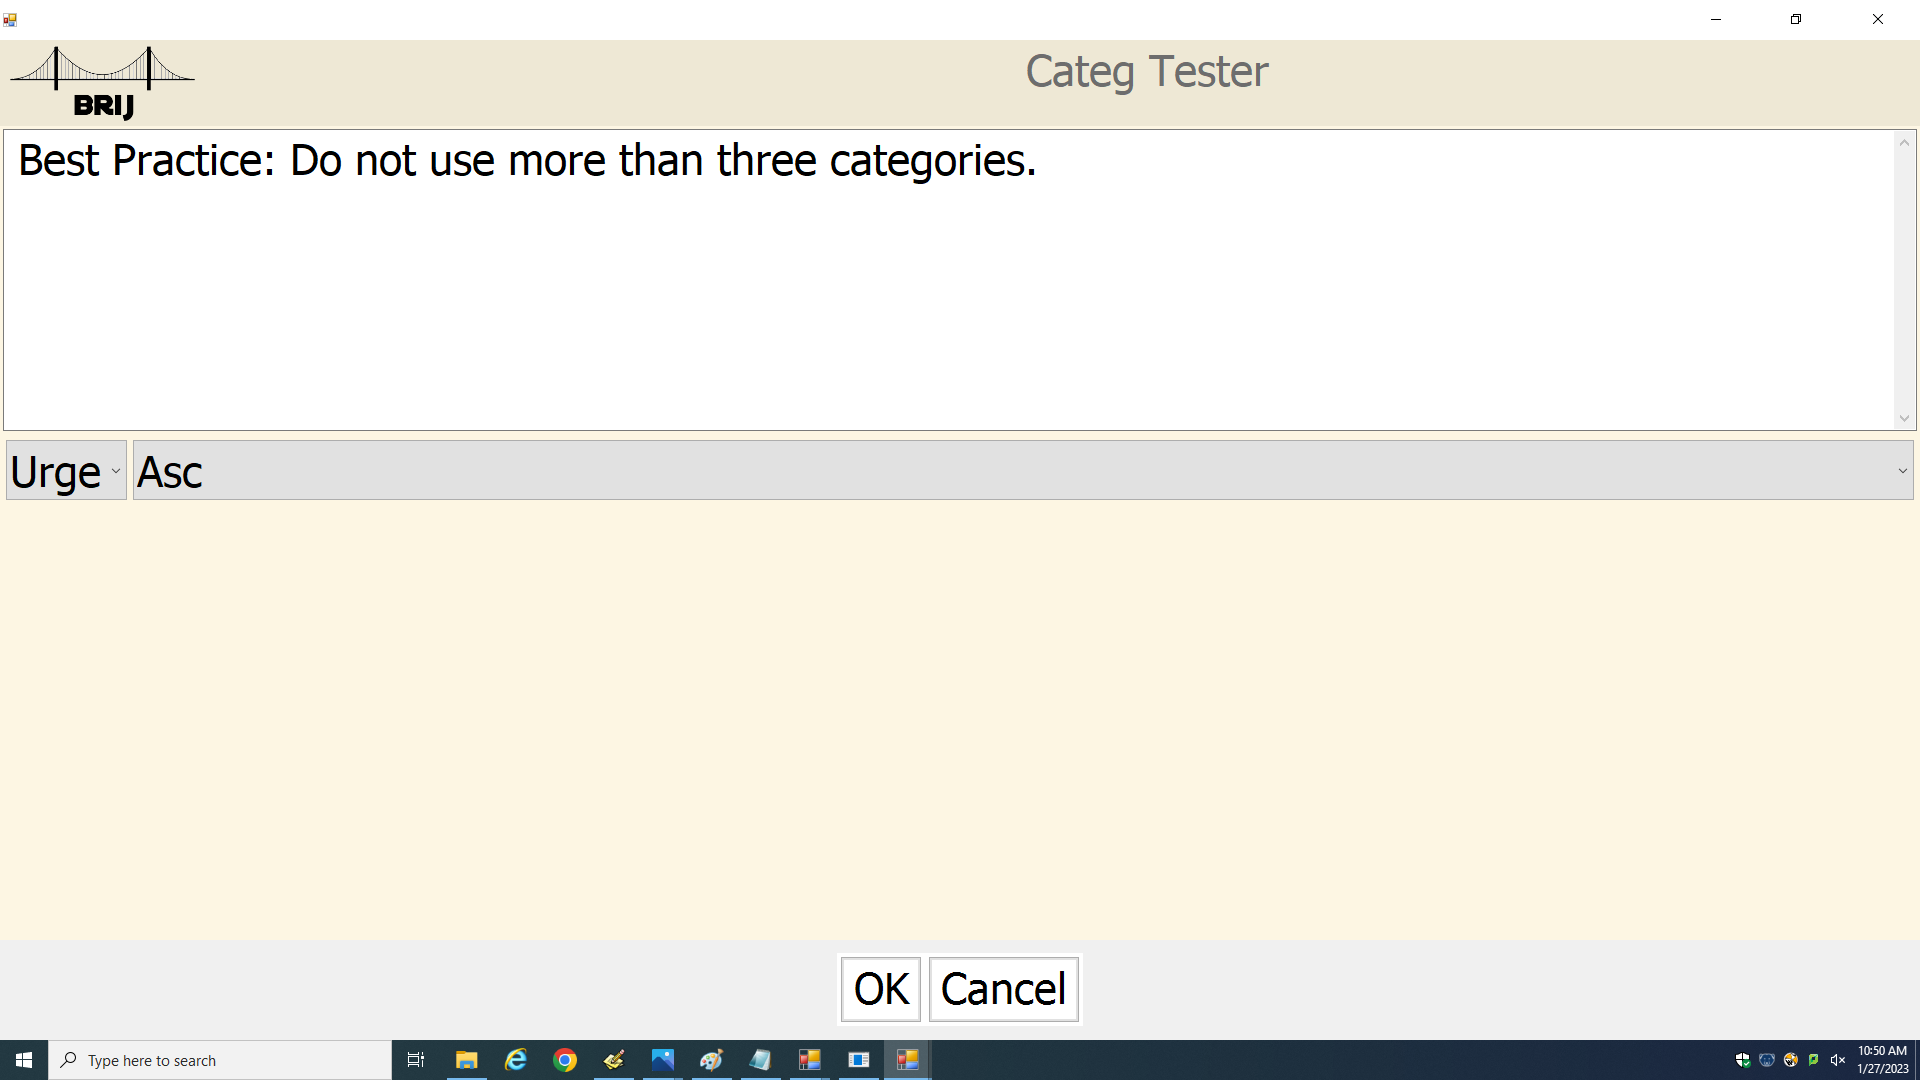 BRIJ
Categ Tester
Best Practice: Do not use more than three categories.
Urge
Asc
OK
Cancel
Type here to search
10:50 AM
1/27/2023